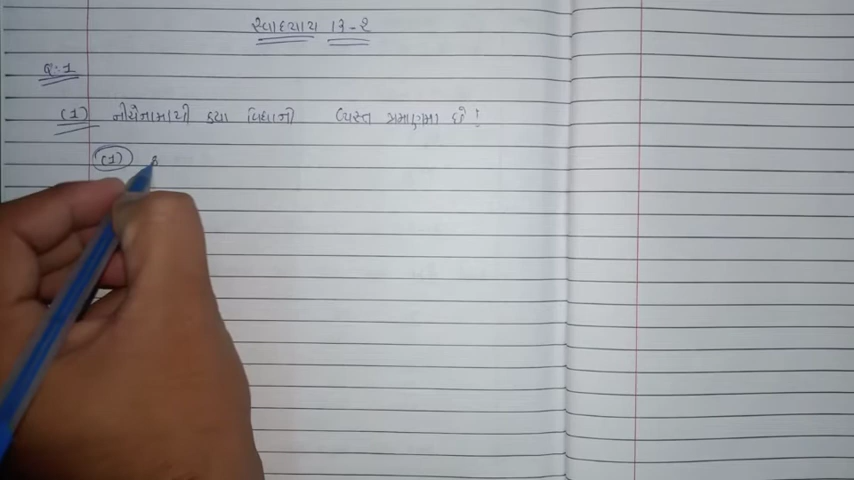 સ્વાધ્યાય 13-2
Q:1
(1) નીચેનામાંથી કયા વિધાનો વ્યસ્ત પ્રમાણમાં છે !
(1)